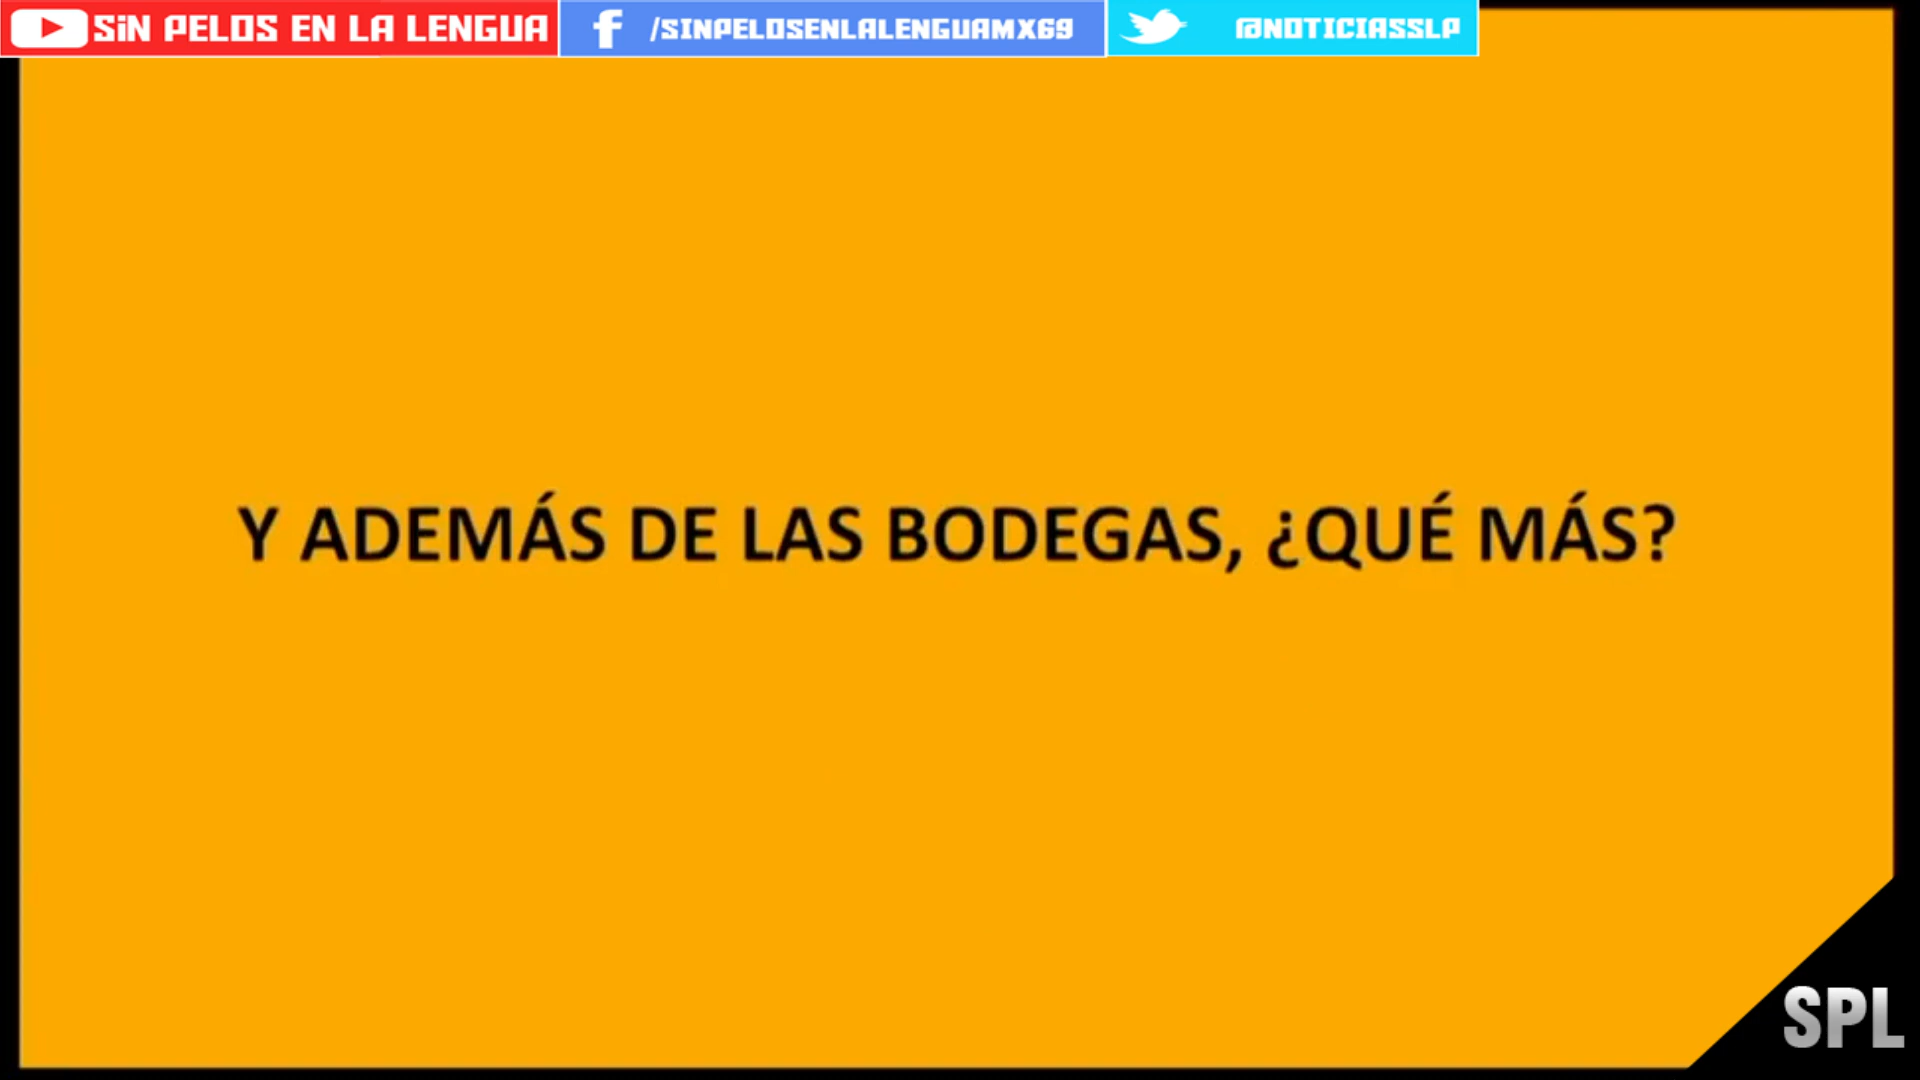 SiN PELOS EN LA LENGUA
/SINPELOSENLALENGUAMX69
@NOTICIASSLP
Y ADEMÁS DE LAS BODEGAS, ¿QUÉ MÁS?
SPL